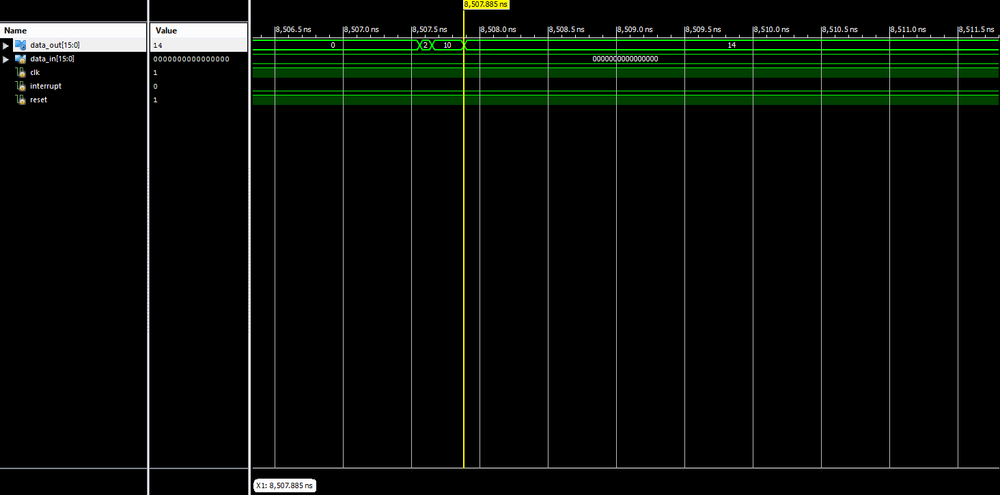 8,507.885 ns
Name Value
8,506.5 ns 8,507.0 ns 8,507.5 ns 8,508.0 ns 8,508.5 ns 8,509.0 ns 8,509.5 ns 8,510.0 ns 8,510.5 ns 8,511.0 ns 8,511.5 ns
data_out[15:0] 14 0 2 10 14
data_in[15:0] 0000000000000000 0000000000000000
clk 1
interrupt 0
reset 1
X1: 8,507.885 ns